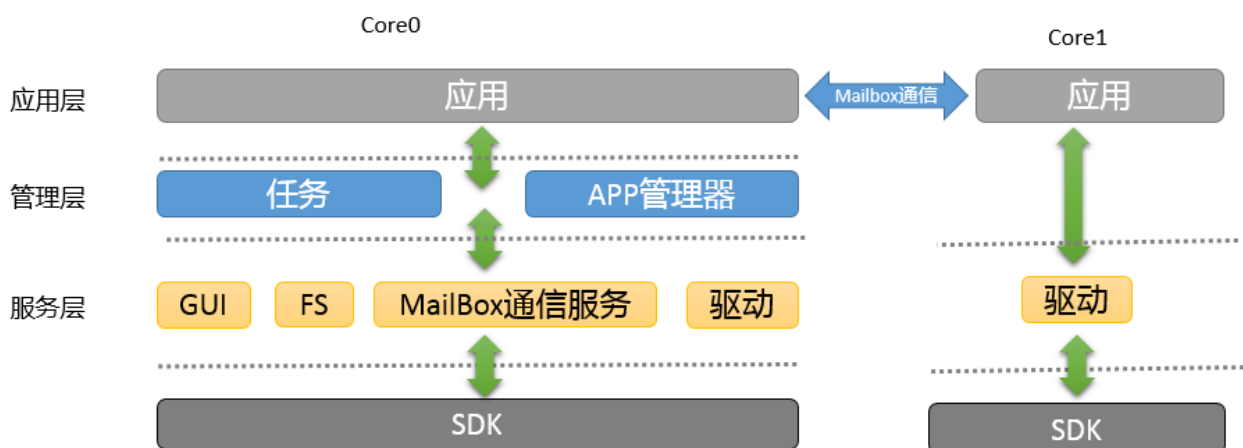 Core0
Core1
应用层
应用
Mailbox通信
应用
管理层
任务
APP管理器
服务层
GUI
FS
MailBox通信服务
驱动
驱动
SDK
SDK